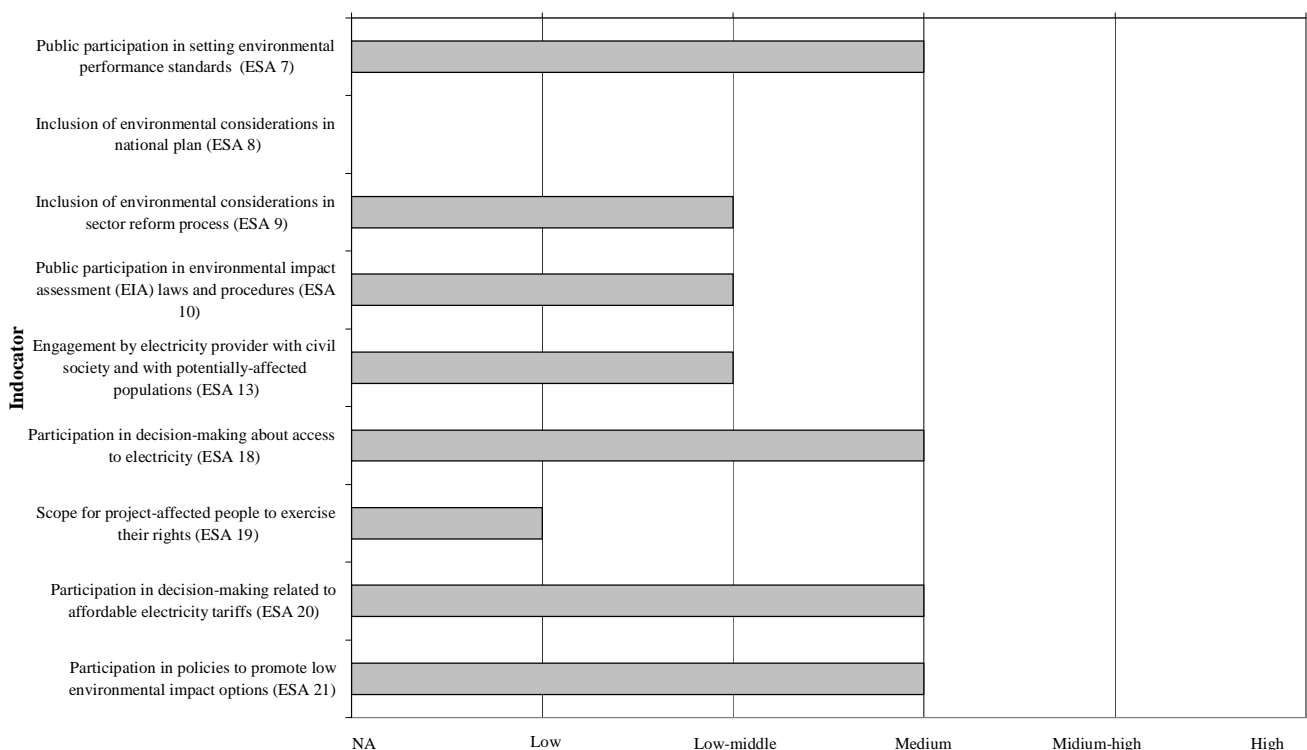 Public participation in setting environmental
performance standards (ESA 7)
Inclusion of environmental considerations in
national plan (ESA 8)
Inclusion of environmental considerations in
sector reform process (ESA 9)
Public participation in environmental impact
assessment (EIA) laws and procedures (ESA
10)
Engagement by electricity provider with civil
society and with potentially-affected
populations (ESA 13)
Participation in decision-making about access
to electricity (ESA 18)
Scope for project-affected people to exercise
their rights (ESA 19)
Participation in decision-making related to
affordable electricity tariffs (ESA 20)
Participation in policies to promote low
environmental impact options (ESA 21)
Indocator
NA Low Low-middle Medium Midium-high High